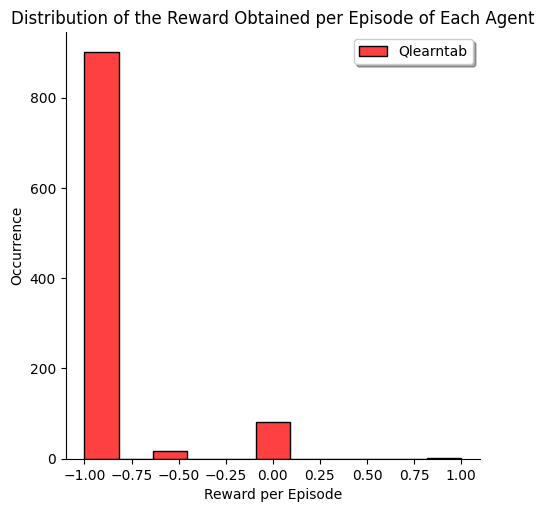 Distribution of the Reward Obtained per Episode of Each Agent
Qlearntab
800
600
400
200
0
Occurrence
−1.00 −0.75 −0.50 −0.25 0.00 0.25 0.50 0.75 1.00
Reward per Episode